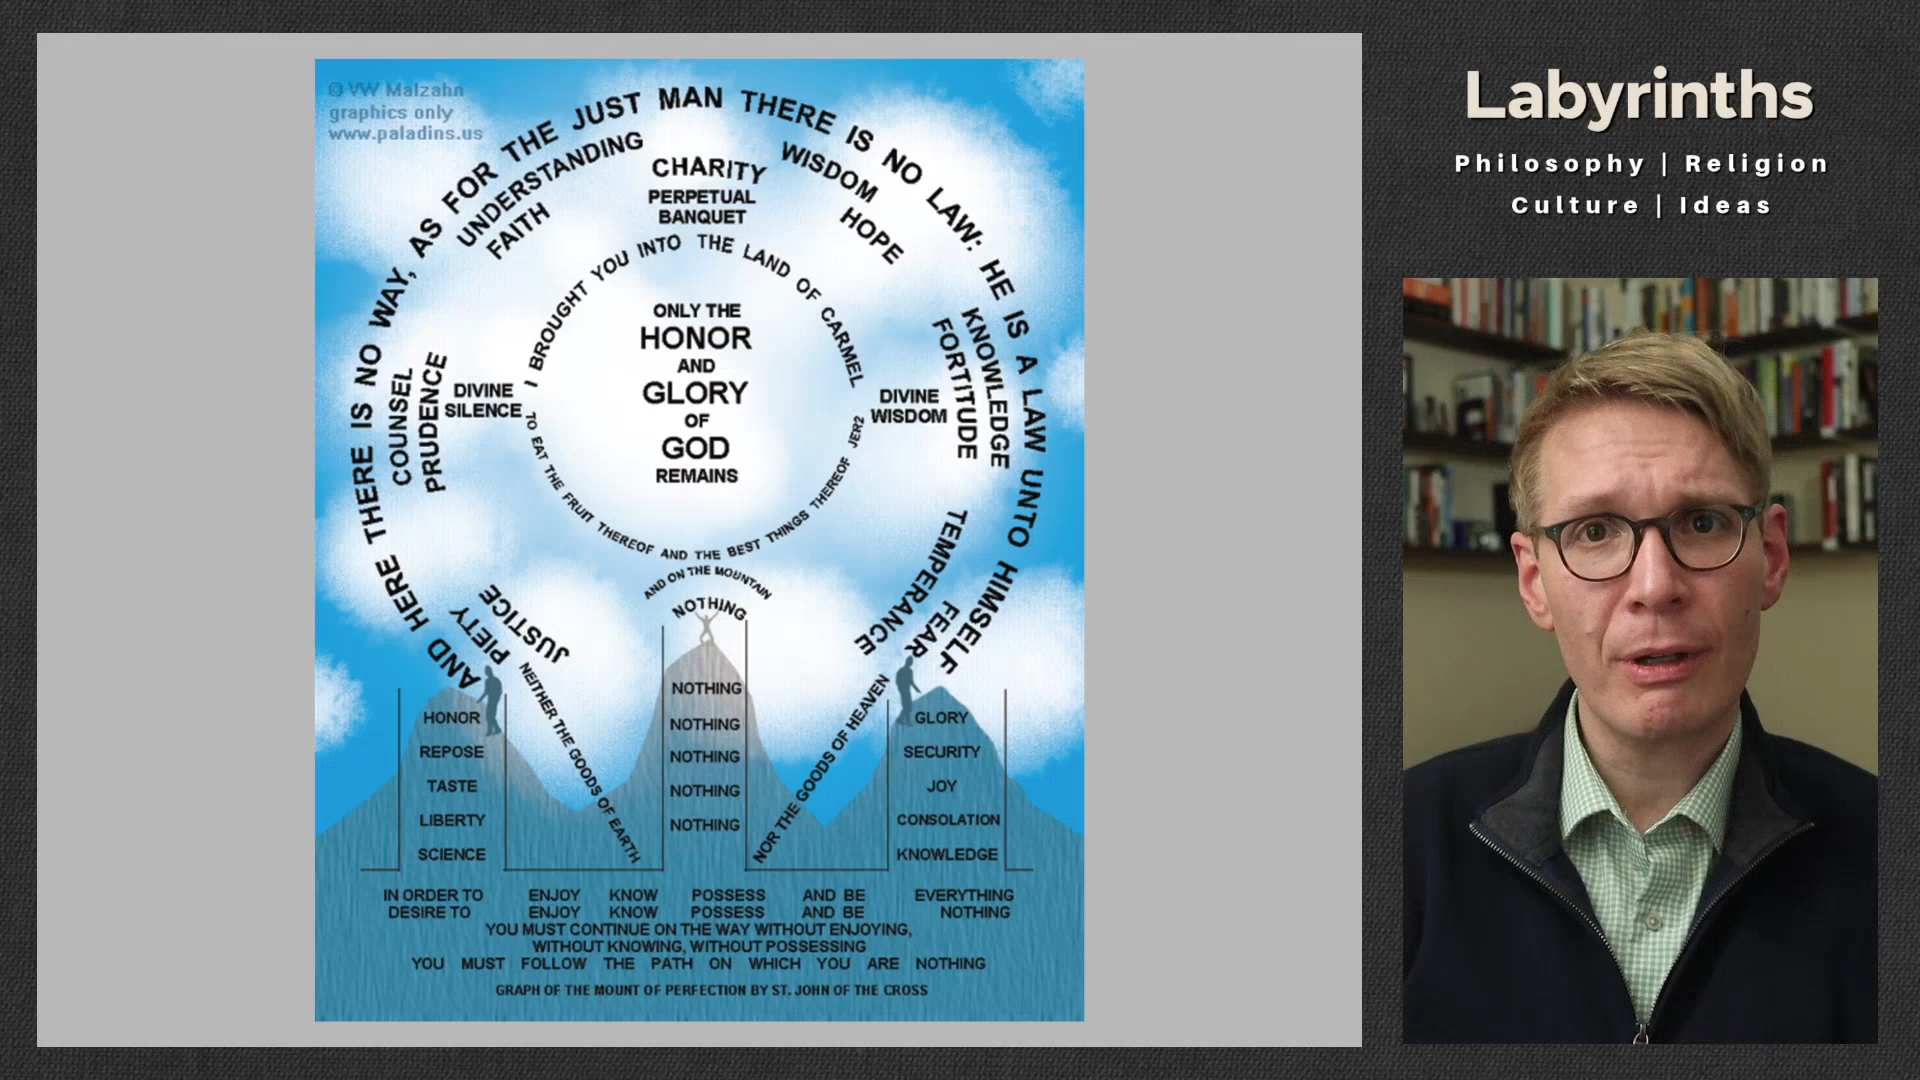 © VW Malzahn
graphics only
www.paladins.us
AND HERE THERE IS NO WAY, AS FOR THE JUST MAN THERE IS NO LAW: HE IS A LAW UNTO HIMSELF
UNDERSTANDING
FAITH
CHARITY
PERPETUAL
BANQUET
WISDOM
HOPE
COUNSEL
PRUDENCE
DIVINE
SILENCE
I BROUGHT YOU INTO THE LAND OF CARMEL
TO EAT THE FRUIT THEREOF AND THE BEST THINGS THEREOF JER2
ONLY THE
HONOR
AND
GLORY
OF
GOD
REMAINS
DIVINE
WISDOM
KNOWLEDGE
FORTITUDE
TEMPERANCE
FEAR
PIETY
JUSTICE
AND ON THE MOUNTAIN
NOTHING
NEITHER THE GOODS OF EARTH
NOR THE GOODS OF HEAVEN
HONOR
REPOSE
TASTE
LIBERTY
SCIENCE
NOTHING
NOTHING
NOTHING
NOTHING
NOTHING
GLORY
SECURITY
JOY
CONSOLATION
KNOWLEDGE
IN ORDER TO ENJOY KNOW POSSESS AND BE EVERYTHING
DESIRE TO ENJOY KNOW POSSESS AND BE NOTHING
YOU MUST CONTINUE ON THE WAY WITHOUT ENJOYING,
WITHOUT KNOWING, WITHOUT POSSESSING
YOU MUST FOLLOW THE PATH ON WHICH YOU ARE NOTHING
GRAPH OF THE MOUNT OF PERFECTION BY ST. JOHN OF THE CROSS
Labyrinths
Philosophy | Religion
Culture | Ideas